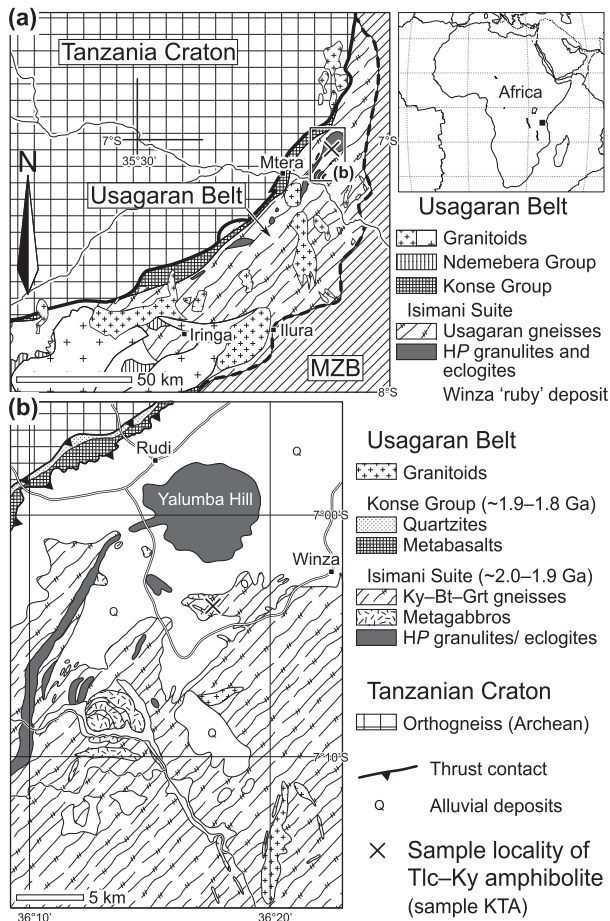 (a)
Tanzania Craton
7°S
35°30'
Mtera
(b)
7°S
N
Usagaran Belt
Iringa
Ilura
50 km
MZB
8°S
Africa
Usagaran Belt
Granitoids
Ndemebera Group
Konse Group
Isimani Suite
Usagaran gneisses
HP granulites and
eclogites
Winza 'ruby' deposit
(b)
Rudi
Q
Yalumba Hill
7°00'S
Winza
Q
Q
7°10'S
5 km
36°10'
36°20'
Usagaran Belt
Granitoids
Konse Group (~1.9–1.8 Ga)
Quartzites
Metabasalts
Isimani Suite (~2.0–1.9 Ga)
Ky–Bt–Grt gneisses
Metagabbros
HP granulites/ eclogites
Tanzanian Craton
Orthogneiss (Archean)
Thrust contact
Q Alluvial deposits
Sample locality of
Tlc–Ky amphibolite
(sample KTA)